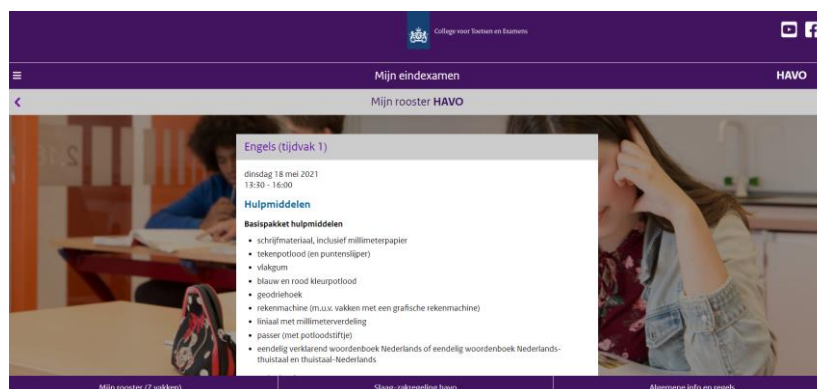 College voor Toetsen en Examens
Mijn eindexamen
HAVO
Mijn rooster HAVO
Engels (tijdvak 1)
dinsdag 18 mei 2021
13:30 - 16:00
Hulpmiddelen
Basispakket hulpmiddelen
• schrijfmateriaal, inclusief millimeterpapier
• tekenpotlood (en puntenslijper)
• vlakgum
• blauw en rood kleurpotlood
• geodriehoek
• rekenmachine (m.u.v. vakken met een grafische rekenmachine)
• liniaal met millimeterverdeling
• passer (met potloodstiftje)
• eendelig verklarend woordenboek Nederlands of eendelig woordenboek Nederlands-
thuistaal en thuistaal-Nederlands
Mijn rooster (7 vakken)
Slaag-zakregeling havo
Algemene info en regels